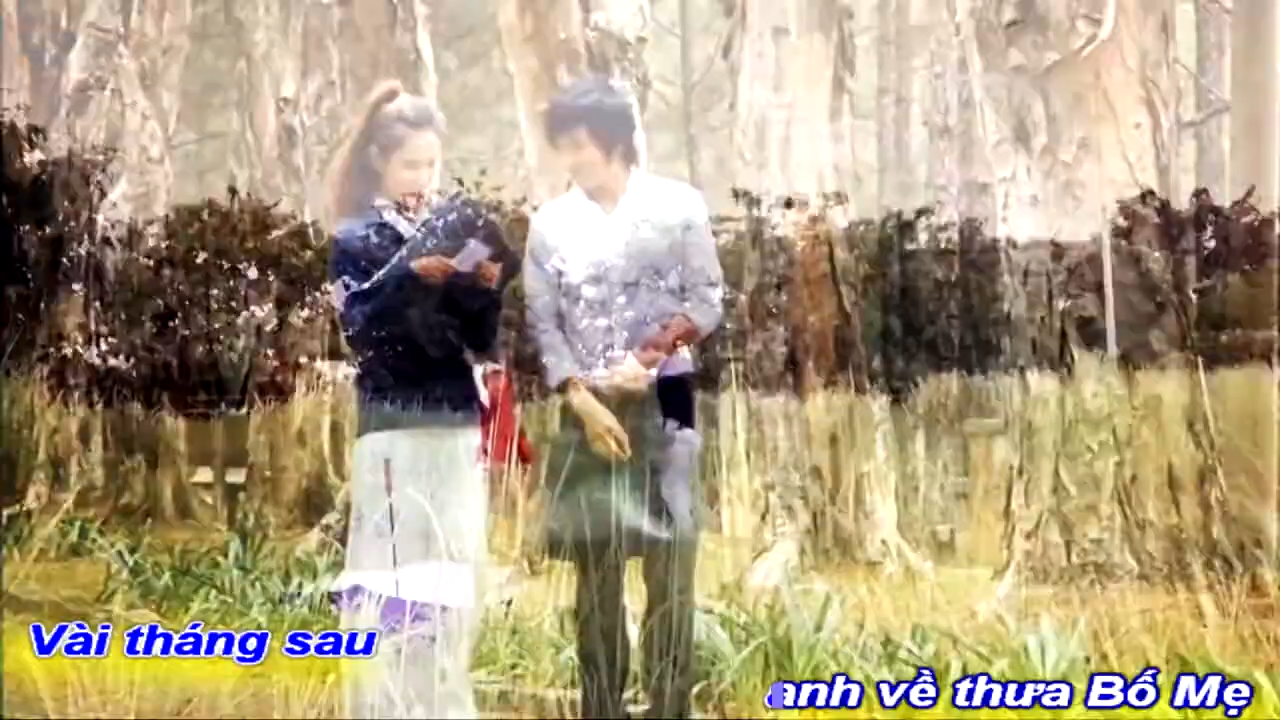 Vài tháng sau
anh về thưa Bố Mẹ